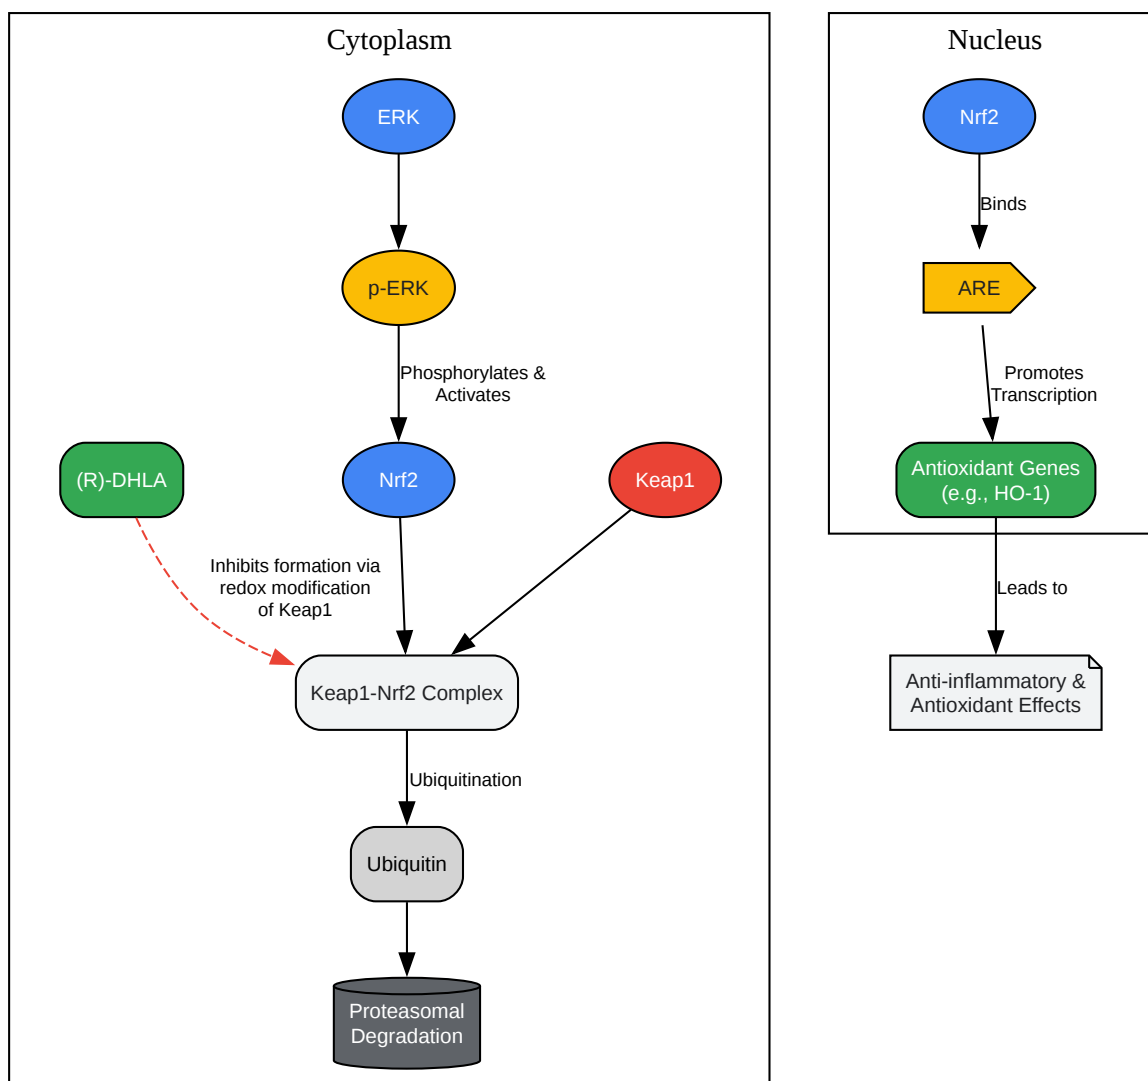 Cytoplasm
ERK
p-ERK
Phosphorylates &
Activates
(R)-DHLA
Nrf2
Keap1
Inhibits formation via
redox modification
of Keap1
Keap1-Nrf2 Complex
Ubiquitination
Ubiquitin
Proteasomal
Degradation
Nucleus
Nrf2
Binds
ARE
Promotes
Transcription
Antioxidant Genes
(e.g., HO-1)
Leads to
Anti-inflammatory &
Antioxidant Effects